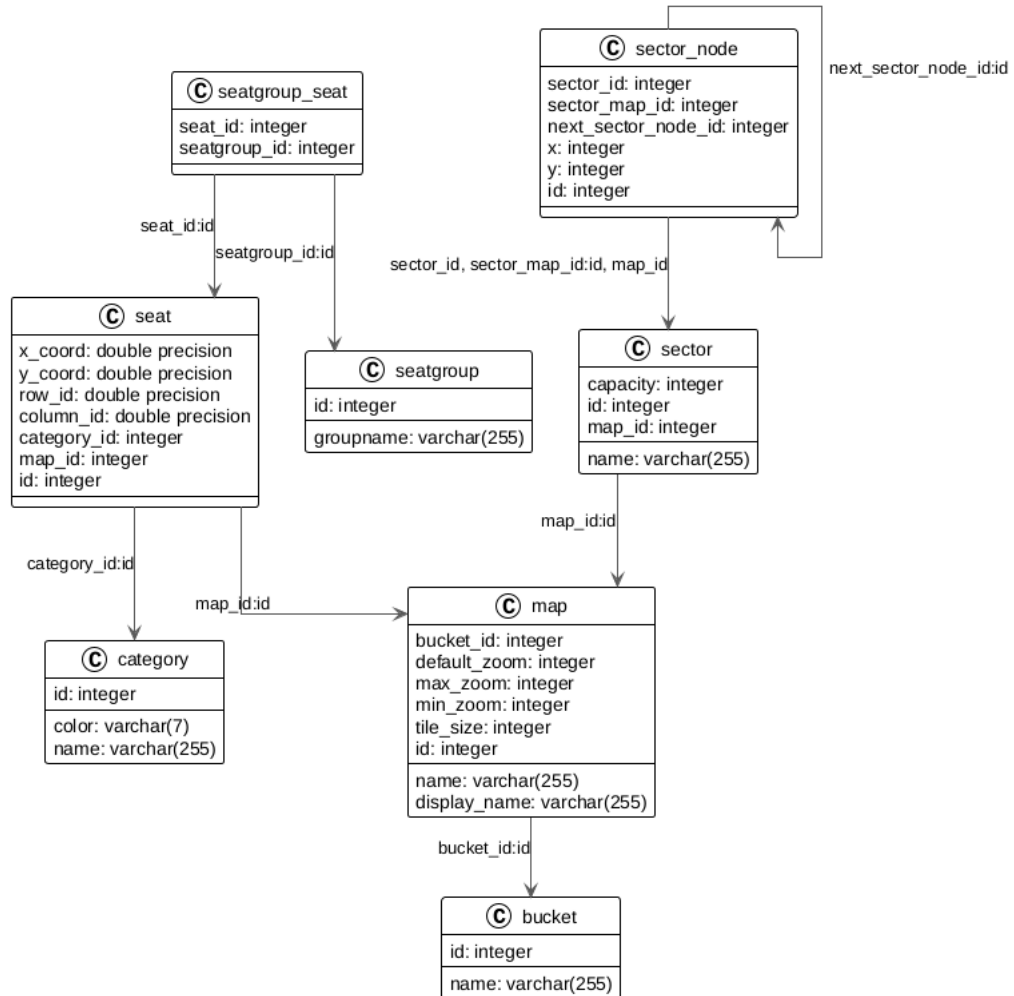 C sector_node
sector_id: integer
sector_map_id: integer
next_sector_node_id: integer
x: integer
y: integer
id: integer
next_sector_node_id:id
C seatgroup_seat
seat_id: integer
seatgroup_id: integer
seat_id:id
seatgroup_id:id
sector_id, sector_map_id:id, map_id
C seat
x_coord: double precision
y_coord: double precision
row_id: double precision
column_id: double precision
category_id: integer
map_id: integer
id: integer
C seatgroup
id: integer
groupname: varchar(255)
C sector
capacity: integer
id: integer
map_id: integer
name: varchar(255)
category_id:id
map_id:id
map_id:id
C category
id: integer
color: varchar(7)
name: varchar(255)
C map
bucket_id: integer
default_zoom: integer
max_zoom: integer
min_zoom: integer
tile_size: integer
id: integer
name: varchar(255)
display_name: varchar(255)
bucket_id:id
C bucket
id: integer
name: varchar(255)